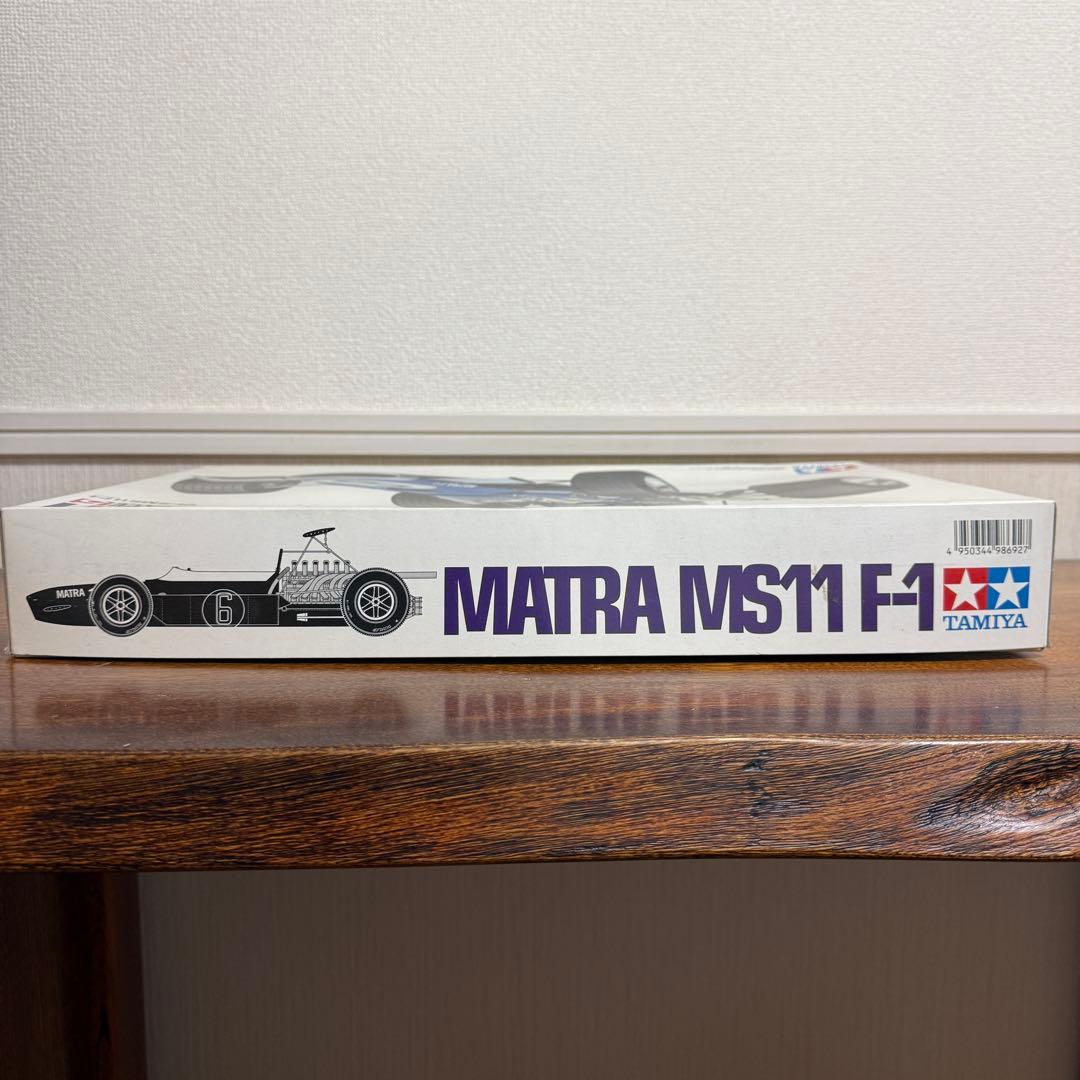 MATRA
6
MATRA MS11 F-1
4 950344 986927
TAMIYA